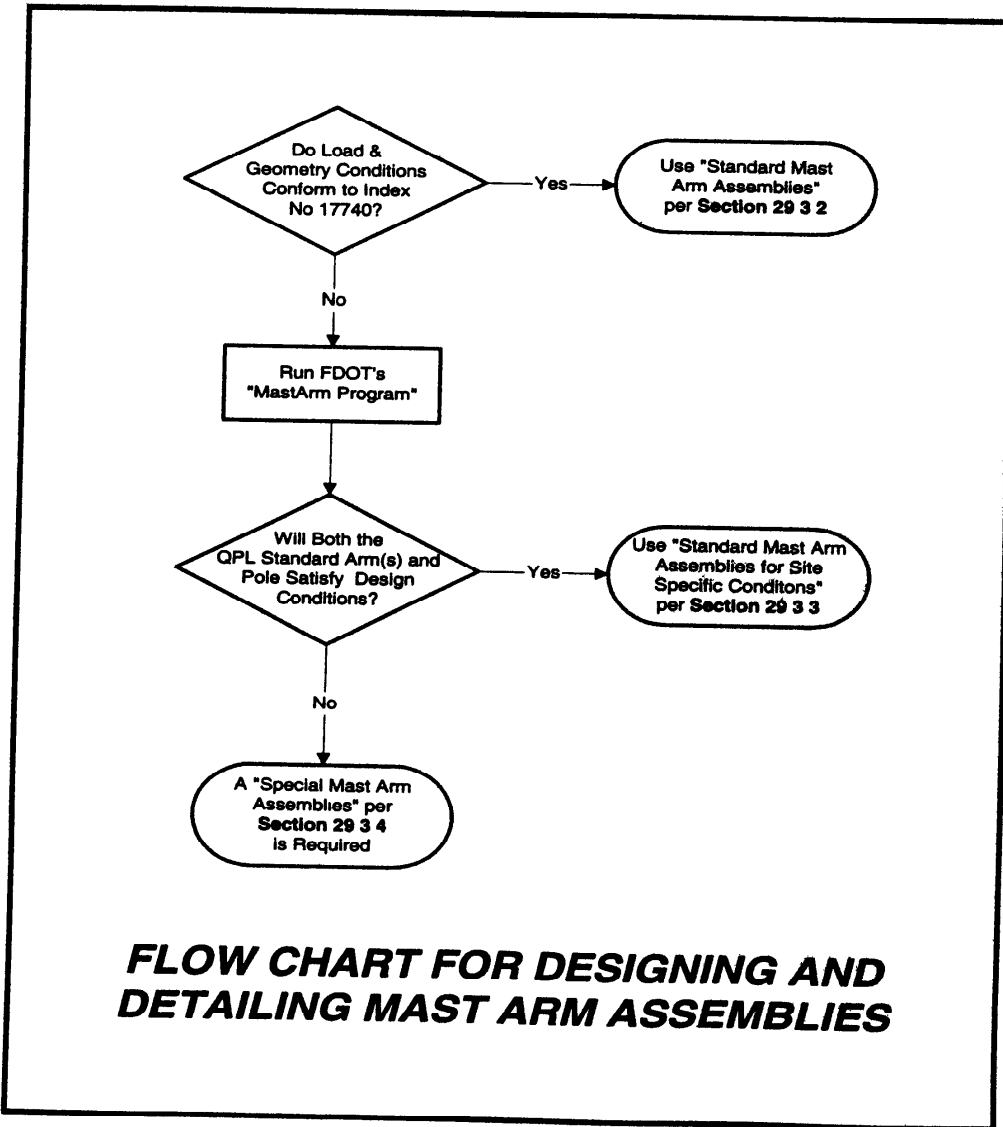 Do Load &
Geometry Conditions
Conform to Index
No 17740?
Yes
Use "Standard Mast
Arm Assemblies"
per Section 29 3 2
No
Run FDOT's
"MastArm Program"
Will Both the
QPL Standard Arm(s) and
Pole Satisfy Design
Conditions?
Yes
Use "Standard Mast Arm
Assemblies for Site
Specific Conditons"
per Section 29 3 3
No
A "Special Mast Arm
Assemblies" per
Section 29 3 4
is Required
FLOW CHART FOR DESIGNING AND
DETAILING MAST ARM ASSEMBLIES